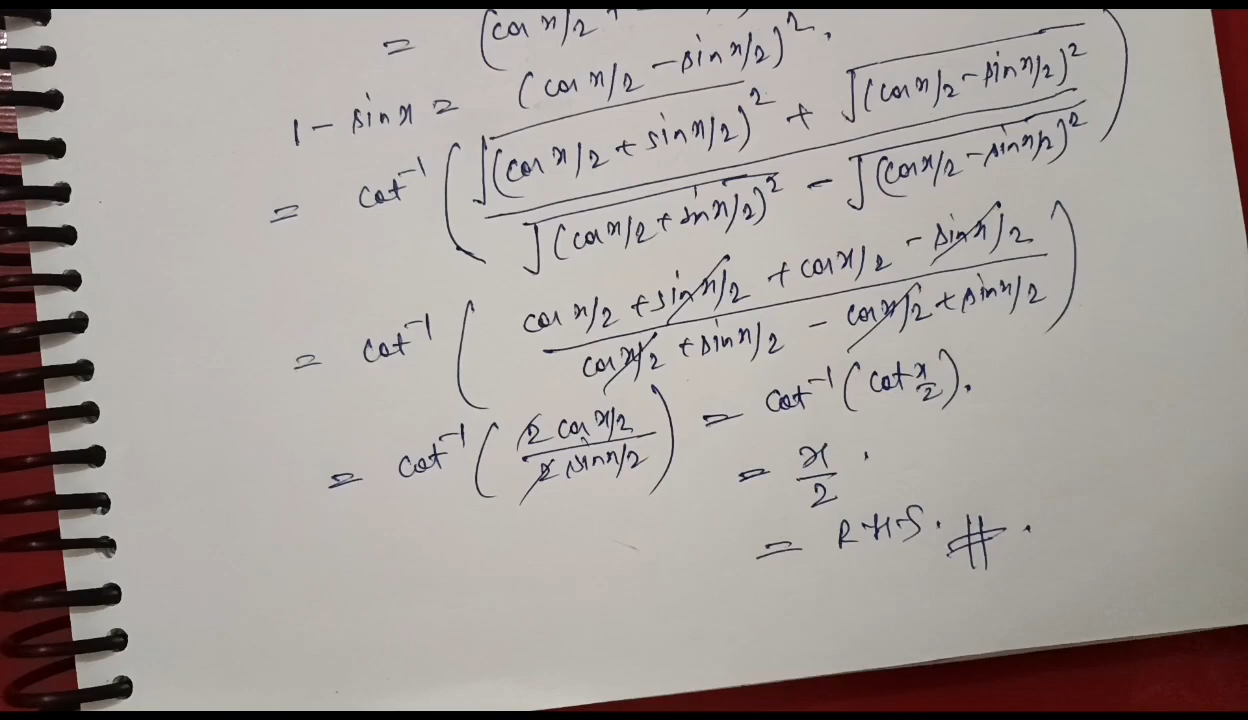 = (cos x/2 +
1 - sin x = (cos x/2 - sin x/2)².
= cot⁻¹ ( √(cos x/2 + sin x/2)² + √(cos x/2 - sin x/2)² / √(cos x/2 + sin x/2)² - √(cos x/2 - sin x/2)² )
= cot⁻¹ ( cos x/2 + sin x/2 + cos x/2 - sin x/2 / cos x/2 + sin x/2 - cos x/2 + sin x/2 )
= cot⁻¹ ( 2 cos x/2 / 2 sin x/2 ) = cot⁻¹ (cot x/2).
= x/2 .
= R.H.S. #.